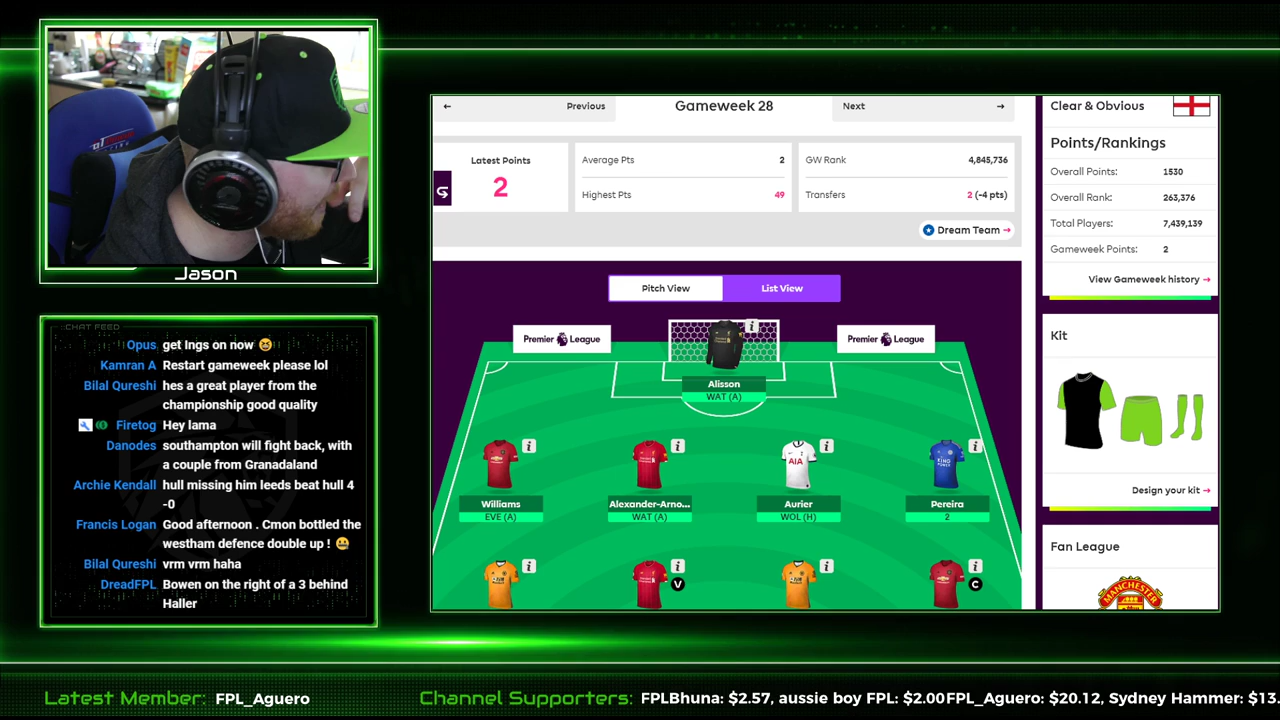 Jason
CHAT FEED
Opus get Ings on now
Kamran A Restart gameweek please lol
Bilal Qureshi hes a great player from the
championship good quality
Firetog Hey lama
Danodes southampton will fight back, with
a couple from Granadaland
Archie Kendall hull missing him leeds beat hull 4
-0
Francis Logan Good afternoon . Cmon bottled the
westham defence double up !
Bilal Qureshi vrm vrm haha
DreadFPL Bowen on the right of a 3 behind
Haller
← Previous Gameweek 28 Next →
Latest Points
2
Average Pts 2
Highest Pts 49
GW Rank 4,845,736
Transfers 2 (-4 pts)
Dream Team →
Pitch View List View
Premier League Premier League
Alisson
WAT (A)
Williams Alexander-Arno... Aurier Pereira
EVE (A) WAT (A) WOL (H) 2
V C
AIA
KING POWER
Clear & Obvious
Points/Rankings
Overall Points: 1530
Overall Rank: 263,376
Total Players: 7,439,139
Gameweek Points: 2
View Gameweek history →
Kit
Design your kit →
Fan League
MANCHESTER
Latest Member: FPL_Aguero
Channel Supporters: FPLBhuna: $2.57, aussie boy FPL: $2.00FPL_Aguero: $20.12, Sydney Hammer: $13.